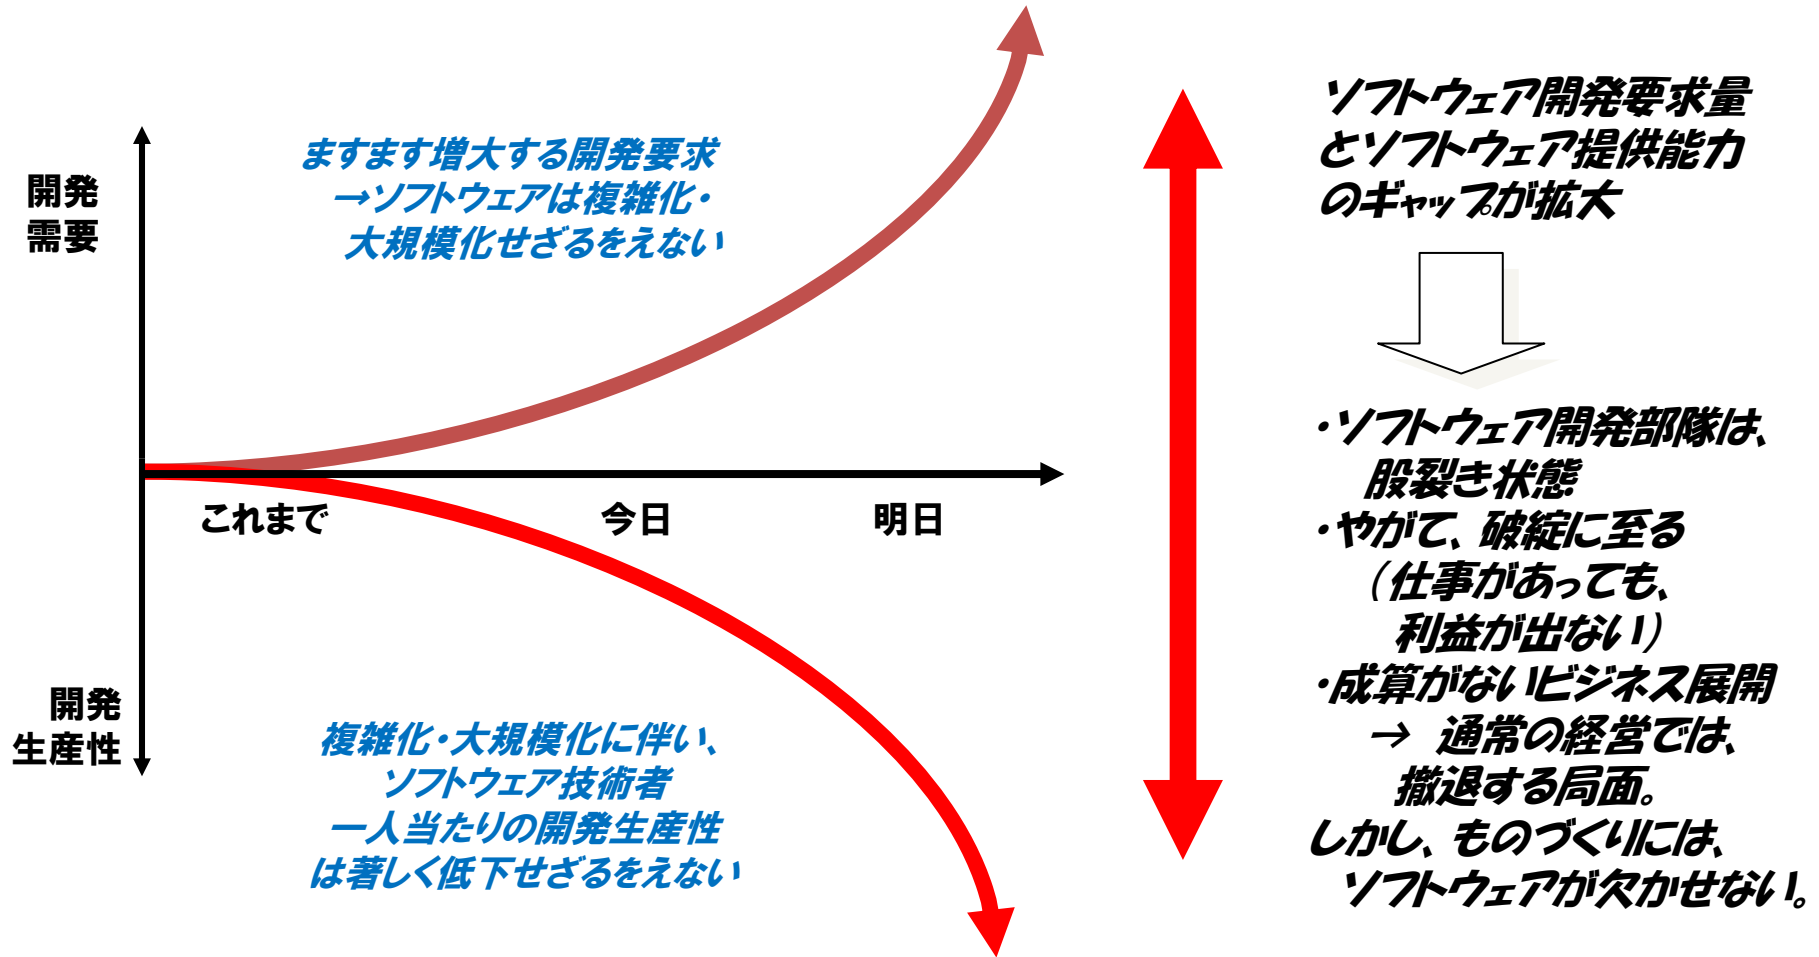 開発
需要
ますます増大する開発要求
→ソフトウェアは複雑化・
大規模化せざるをえない
これまで
今日
明日
開発
生産性
複雑化・大規模化に伴い、
ソフトウェア技術者
一人当たりの開発生産性
は著しく低下せざるをえない
ソフトウェア開発要求量
とソフトウェア提供能力
のギャップが拡大
・ソフトウェア開発部隊は、
股裂き状態
・やがて、破綻に至る
(仕事があっても、
利益が出ない)
・成算がないビジネス展開
→ 通常の経営では、
撤退する局面。
しかし、ものづくりには、
ソフトウェアが欠かせない。